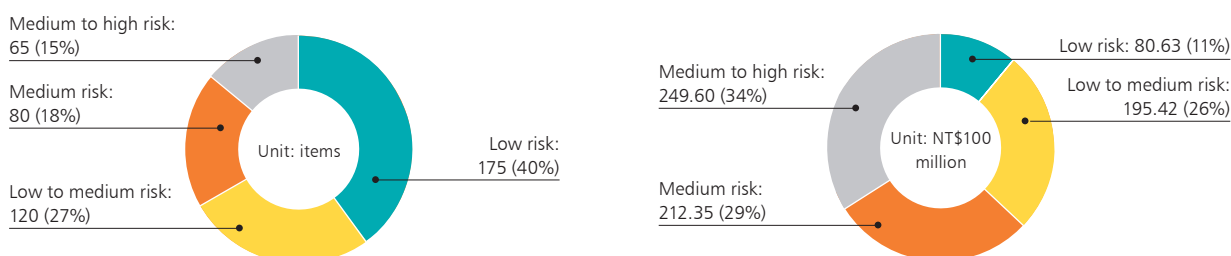 Medium to high risk:
65 (15%)
Medium risk:
80 (18%)
Low to medium risk:
120 (27%)
Unit: items
Low risk:
175 (40%)
Medium to high risk:
249.60 (34%)
Medium risk:
212.35 (29%)
Unit: NT$100
million
Low risk: 80.63 (11%)
Low to medium risk:
195.42 (26%)